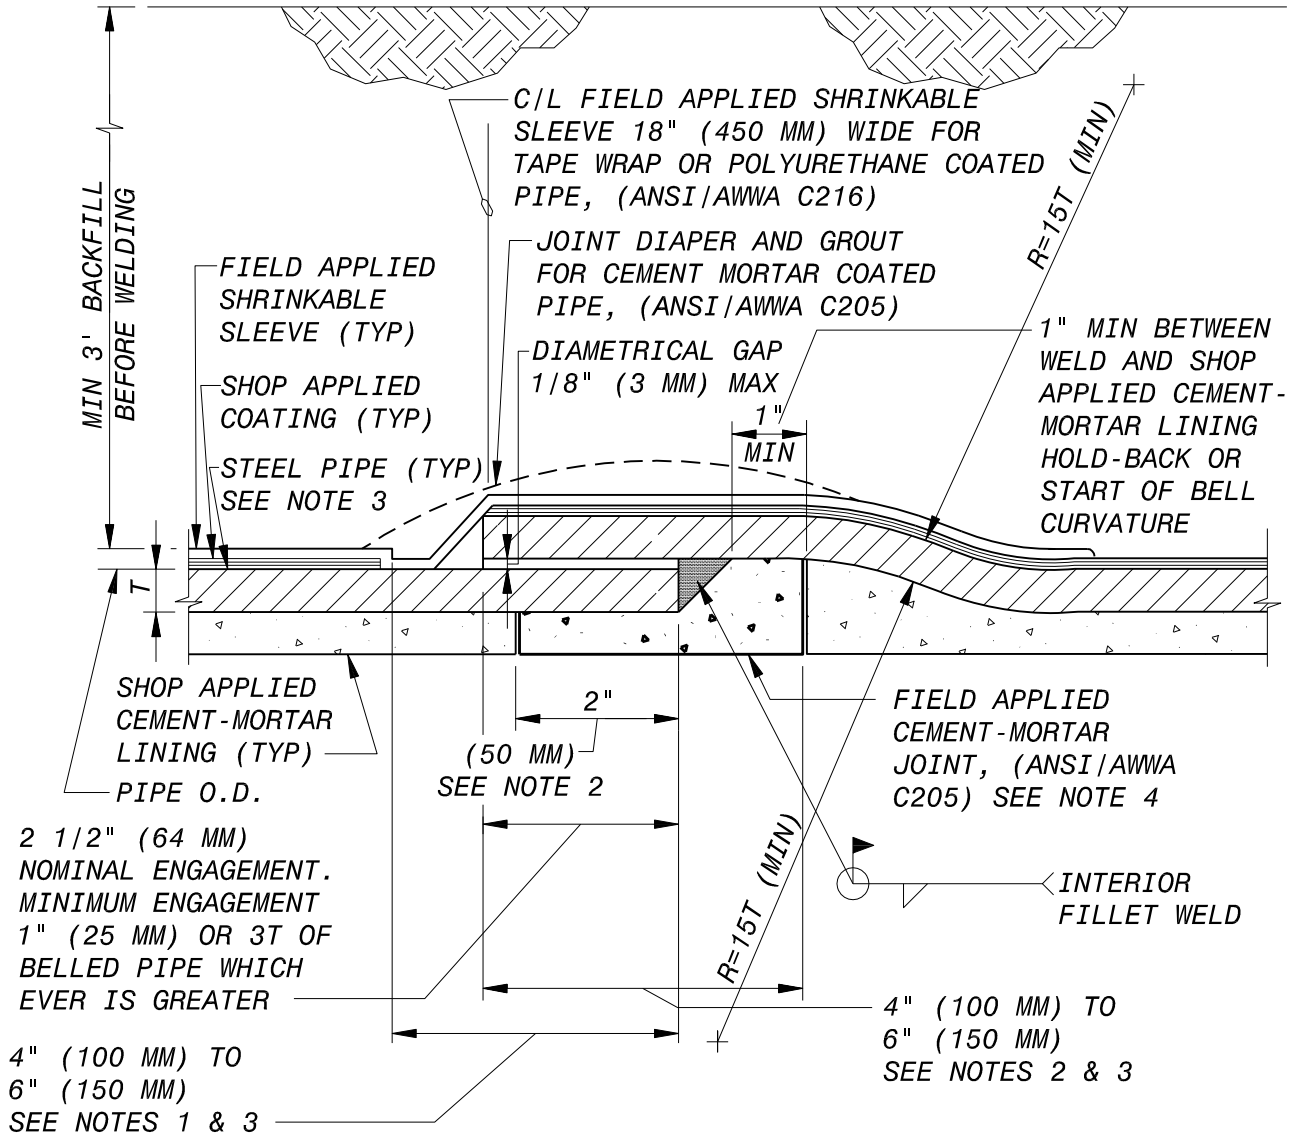 C/L FIELD APPLIED SHRINKABLE
SLEEVE 18" (450 MM) WIDE FOR
TAPE WRAP OR POLYURETHANE COATED
PIPE, (ANSI/AWWA C216)
MIN 3' BACKFILL
BEFORE WELDING
R=15T (MIN)
JOINT DIAPER AND GROUT
FOR CEMENT MORTAR COATED
PIPE, (ANSI/AWWA C205)
FIELD APPLIED
SHRINKABLE
SLEEVE (TYP)
DIAMETRICAL GAP
1/8" (3 MM) MAX
1" MIN BETWEEN
WELD AND SHOP
APPLIED CEMENT-
MORTAR LINING
HOLD-BACK OR
START OF BELL
CURVATURE
SHOP APPLIED
COATING (TYP)
1"
MIN
STEEL PIPE (TYP)
SEE NOTE 3
T
SHOP APPLIED
CEMENT-MORTAR
LINING (TYP)
PIPE O.D.
2"
(50 MM)
SEE NOTE 2
FIELD APPLIED
CEMENT-MORTAR
JOINT, (ANSI/AWWA
C205) SEE NOTE 4
2 1/2" (64 MM)
NOMINAL ENGAGEMENT.
MINIMUM ENGAGEMENT
1" (25 MM) OR 3T OF
BELLED PIPE WHICH
EVER IS GREATER
R=15T (MIN)
INTERIOR
FILLET WELD
4" (100 MM) TO
6" (150 MM)
SEE NOTES 2 & 3
4" (100 MM) TO
6" (150 MM)
SEE NOTES 1 & 3